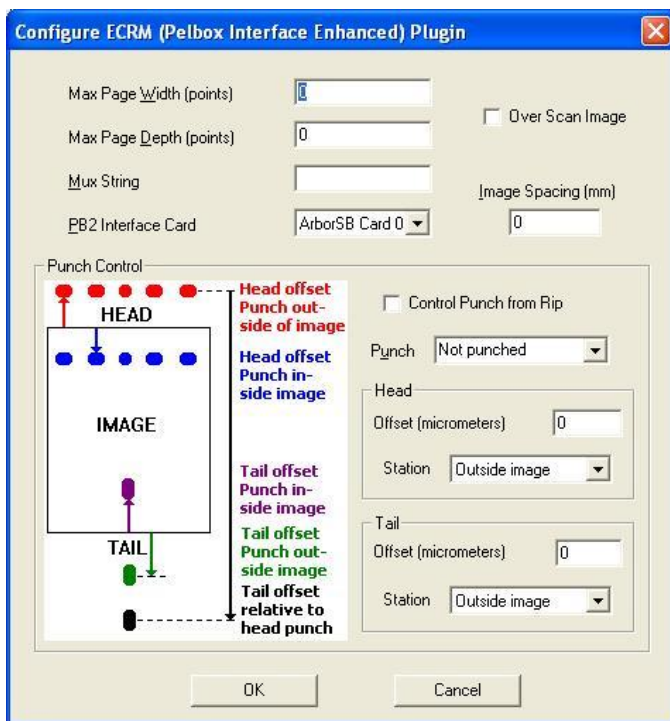 Configure ECRM (Pelbox Interface Enhanced) Plugin
Max Page Width (points)
0
Over Scan Image
Max Page Depth (points)
0
Mux String
Image Spacing (mm)
PB2 Interface Card
ArborSB Card 0
0
Punch Control
Head offset
Punch out-
side of image
HEAD
Head offset
Punch in-
side image
IMAGE
Tail offset
Punch in-
side image
TAIL
Tail offset
Punch out-
side image
Tail offset
relative to
head punch
Control Punch from Rip
Punch
Not punched
Head
Offset (micrometers)
0
Station
Outside image
Tail
Offset (micrometers)
0
Station
Outside image
OK
Cancel